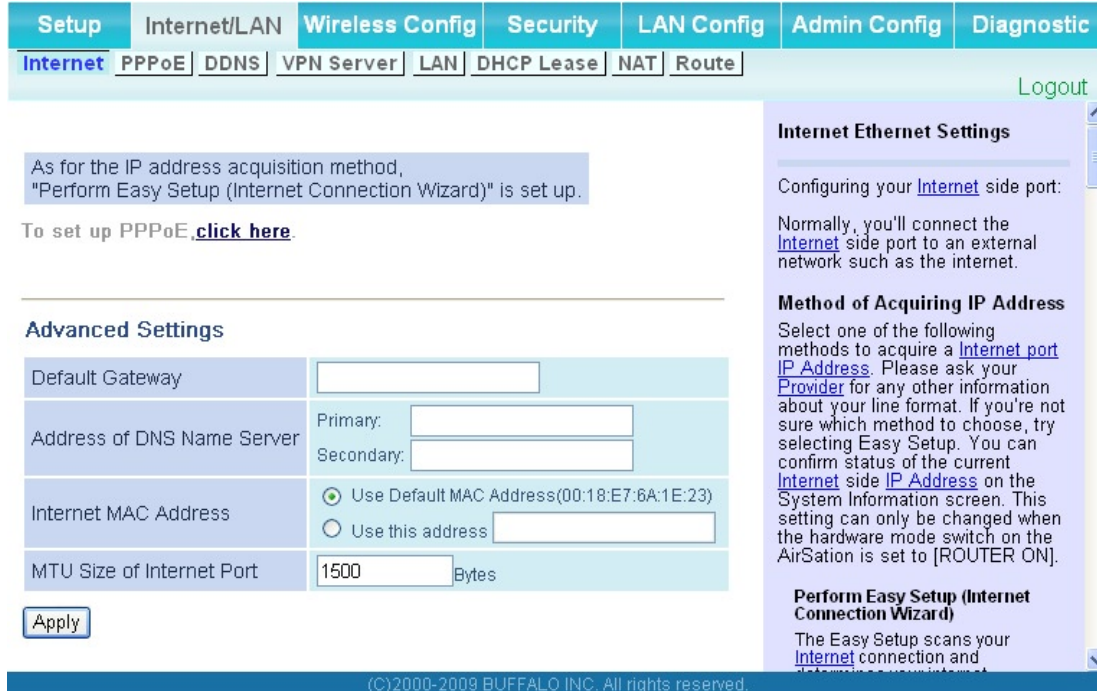 Setup Internet/LAN Wireless Config Security LAN Config Admin Config Diagnostic
Internet PPPoE DDNS VPN Server LAN DHCP Lease NAT Route
Logout
As for the IP address acquisition method,
"Perform Easy Setup (Internet Connection Wizard)" is set up.
To set up PPPoE,click here.
Advanced Settings
Default Gateway
Address of DNS Name Server
Primary:
Secondary:
Internet MAC Address
Use Default MAC Address(00:18:E7:6A:1E:23)
Use this address
MTU Size of Internet Port
1500 Bytes
Apply
Internet Ethernet Settings
Configuring your Internet side port:
Normally, you'll connect the
Internet side port to an external
network such as the internet.
Method of Acquiring IP Address
Select one of the following
methods to acquire a Internet port
IP Address. Please ask your
Provider for any other information
about your line format. If you're not
sure which method to choose, try
selecting Easy Setup. You can
confirm status of the current
Internet side IP Address on the
System Information screen. This
setting can only be changed when
the hardware mode switch on the
AirSation is set to [ROUTER ON].
Perform Easy Setup (Internet
Connection Wizard)
The Easy Setup scans your
Internet connection and
(C)2000-2009 BUFFALO INC. All rights reserved.